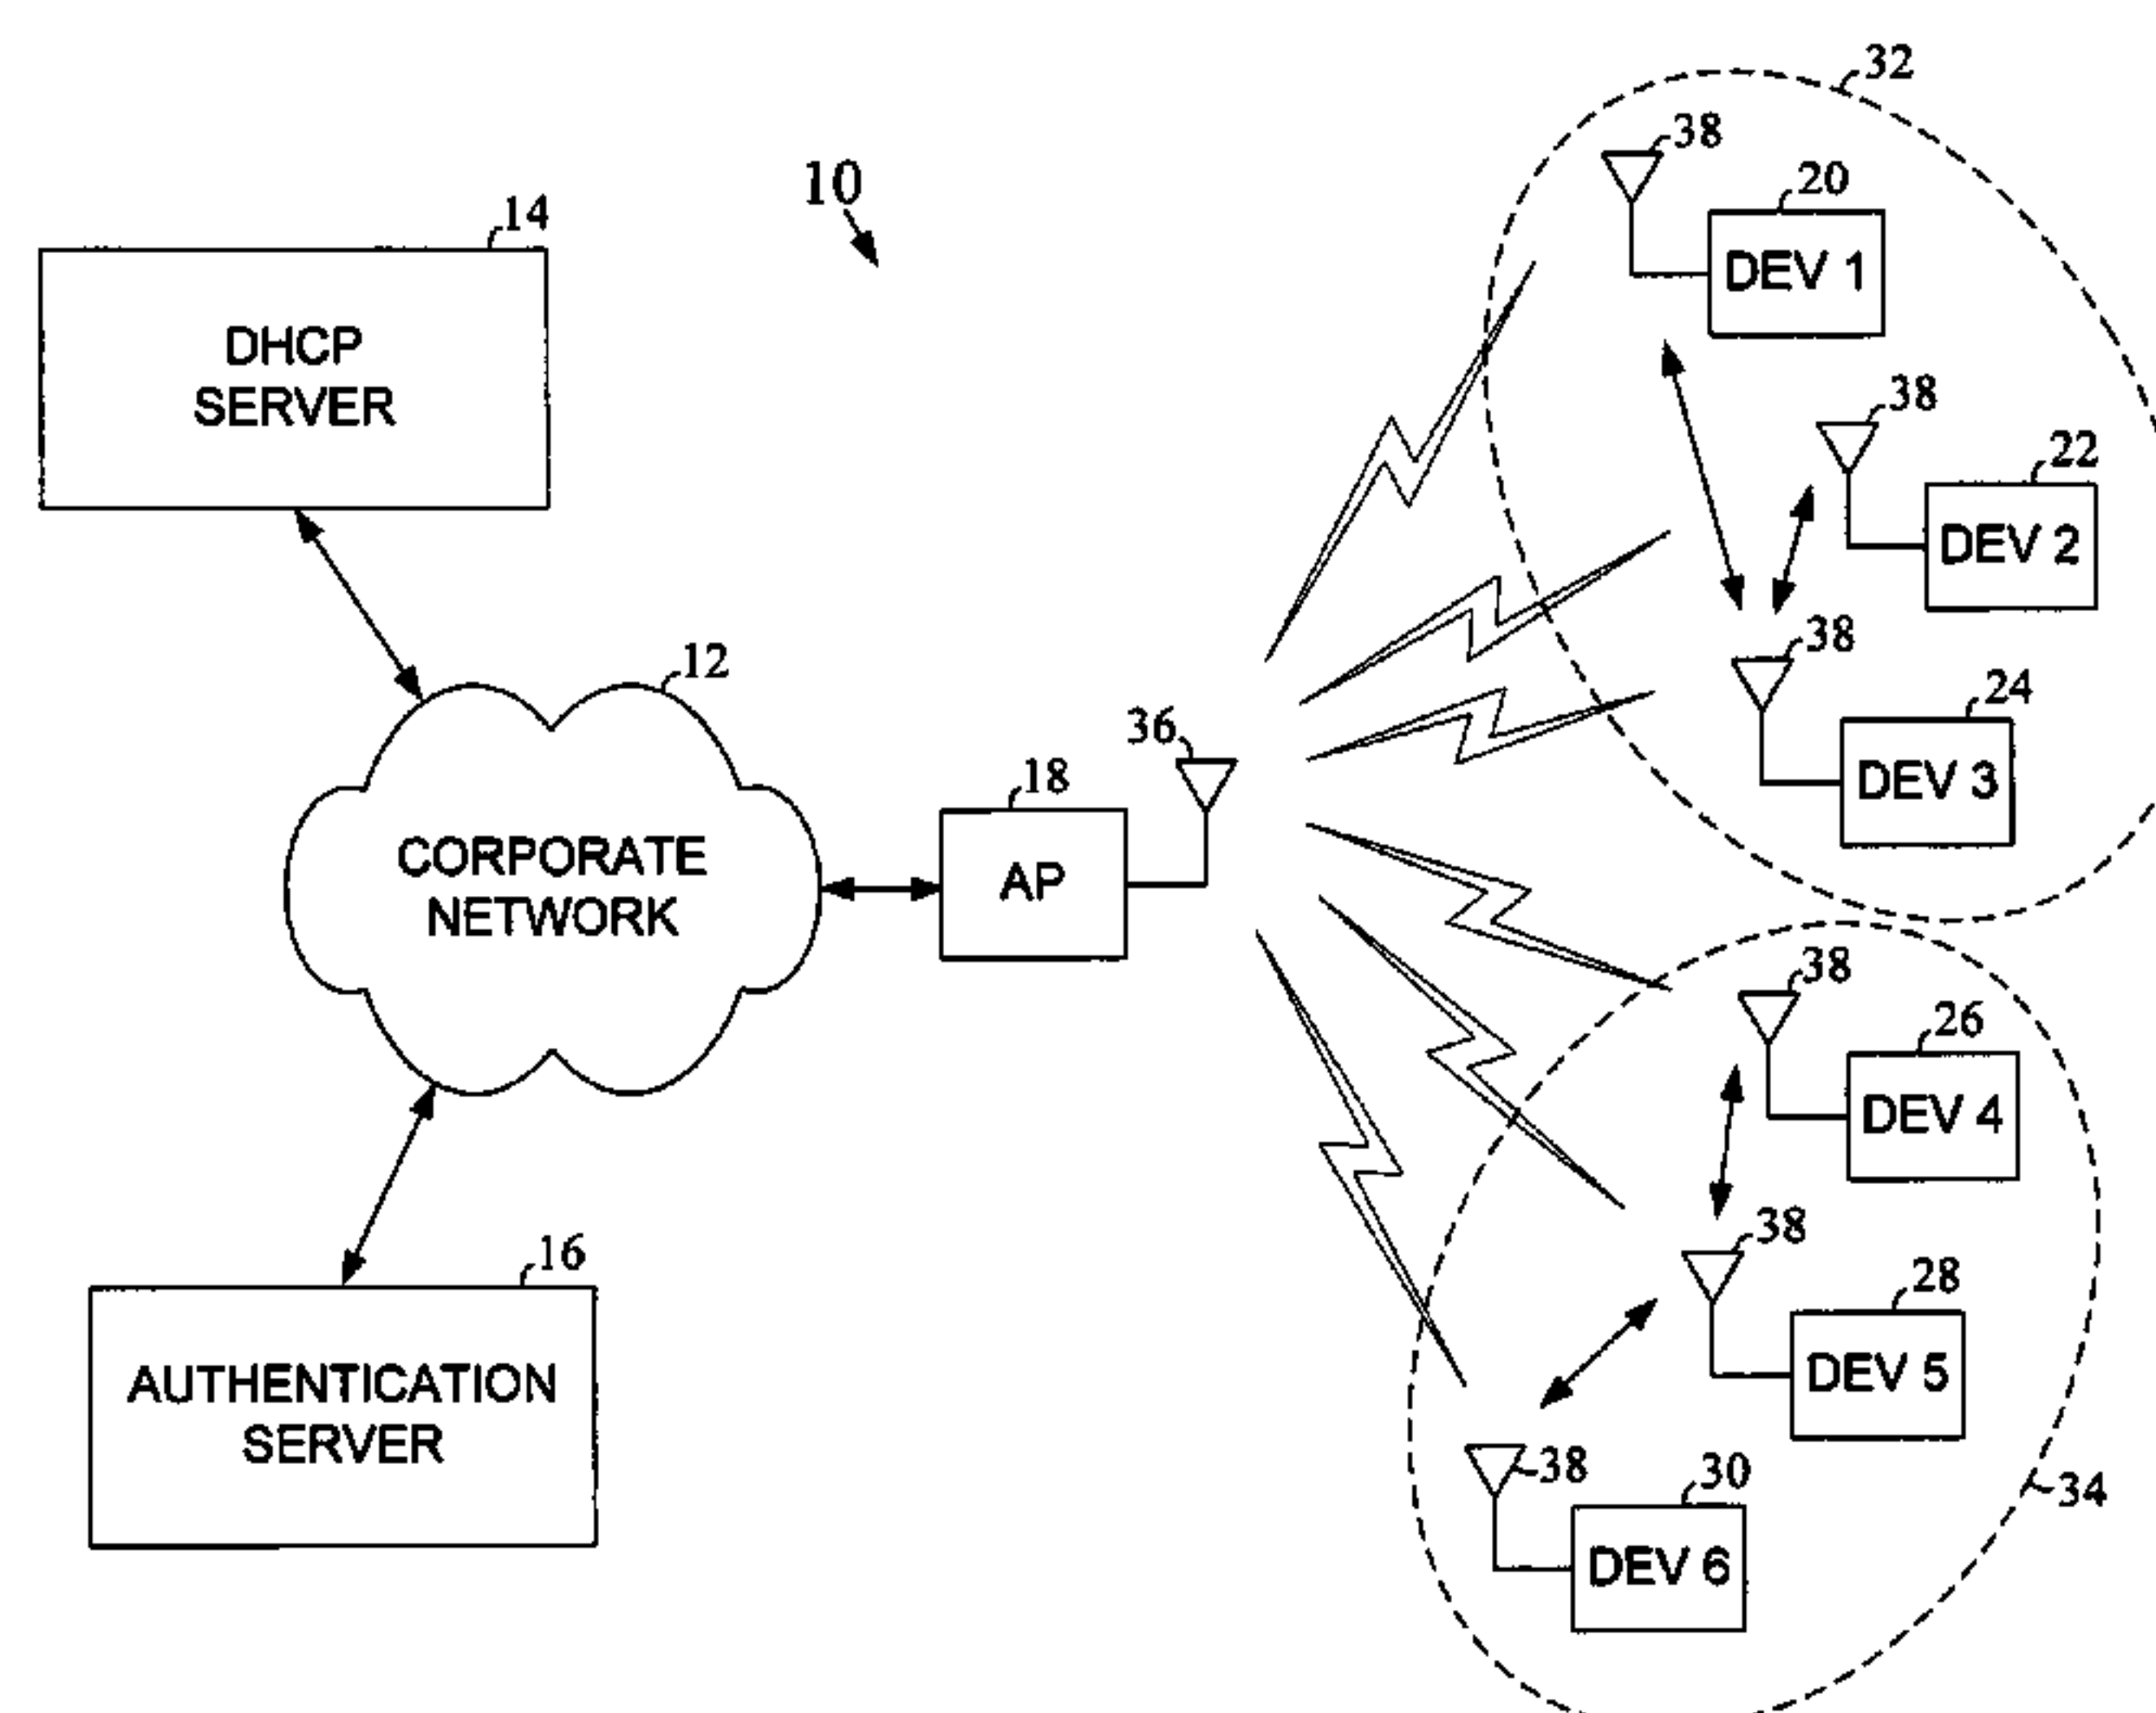 32
38
10
20
14
DEV 1
DHCP
SERVER
38
22
DEV 2
12
38
24
36
18
DEV 3
CORPORATE
NETWORK
AP
38
26
DEV 4
38
16
28
AUTHENTICATION
SERVER
DEV 5
38
30
34
DEV 6